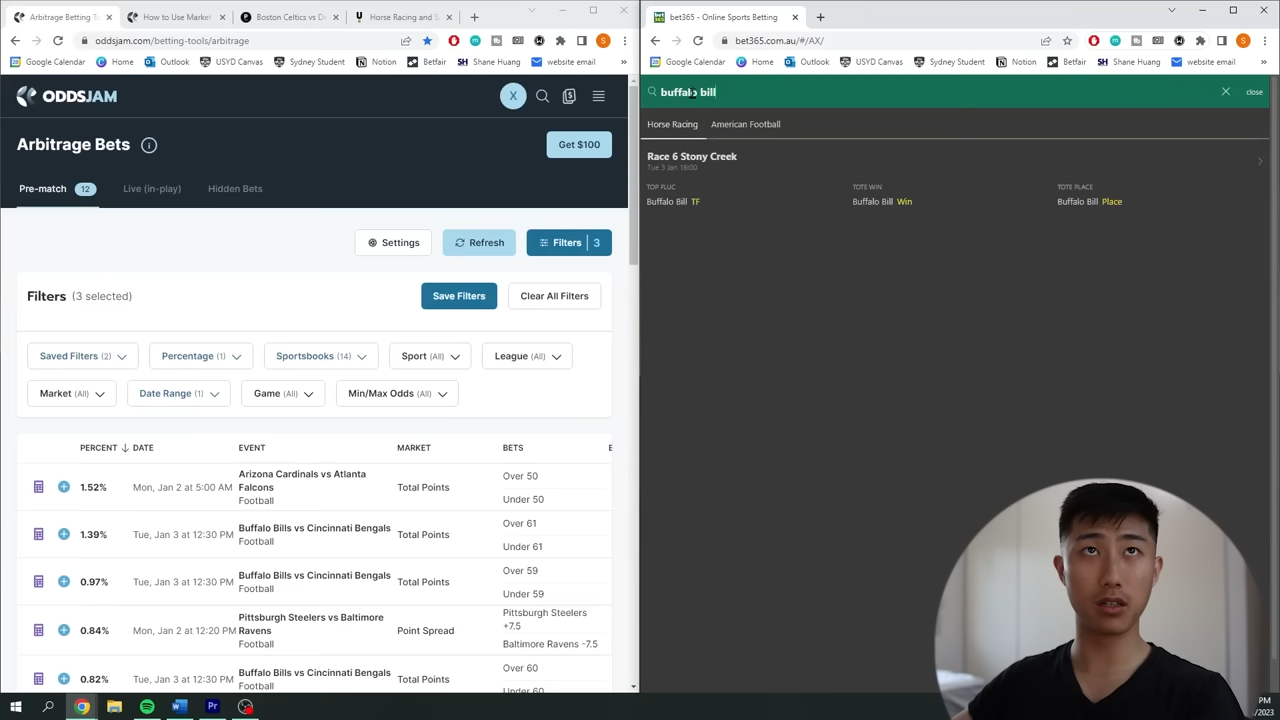 Arbitrage Betting T
How to Use Market
Boston Celtics vs D
Horse Racing and S
oddsjam.com/betting-tools/arbitrage
S
Google Calendar
Home
Outlook
USYD Canvas
Sydney Student
Notion
Betfair
Shane Huang
website email
ODDSJAM
X
Arbitrage Bets
Get $100
Pre-match 12
Live (in-play)
Hidden Bets
Settings
Refresh
Filters 3
Filters (3 selected)
Save Filters
Clear All Filters
Saved Filters (2)
Percentage (1)
Sportsbooks (14)
Sport (All)
League (All)
Market (All)
Date Range (1)
Game (All)
Min/Max Odds (All)
PERCENT DATE EVENT MARKET BETS
1.52% Mon, Jan 2 at 5:00 AM
Arizona Cardinals vs Atlanta
Falcons
Football
Total Points
Over 50
Under 50
1.39% Tue, Jan 3 at 12:30 PM
Buffalo Bills vs Cincinnati Bengals
Football
Total Points
Over 61
Under 61
0.97% Tue, Jan 3 at 12:30 PM
Buffalo Bills vs Cincinnati Bengals
Football
Total Points
Over 59
Under 59
0.84% Mon, Jan 2 at 12:20 PM
Pittsburgh Steelers vs Baltimore
Ravens
Football
Point Spread
Pittsburgh Steelers
+7.5
Baltimore Ravens -7.5
0.82% Tue, Jan 3 at 12:30 PM
Buffalo Bills vs Cincinnati Bengals
Football
Total Points
Over 60
Under 60
bet365 - Online Sports Betting
bet365.com.au/#/AX/
S
Google Calendar
Home
Outlook
USYD Canvas
Sydney Student
Notion
Betfair
Shane Huang
website email
buffalo bill
close
Horse Racing
American Football
Race 6 Stony Creek
Tue 3 Jan 16:00
TOP FLUC
TOTE WIN
TOTE PLACE
Buffalo Bill TF
Buffalo Bill Win
Buffalo Bill Place
PM
/2023